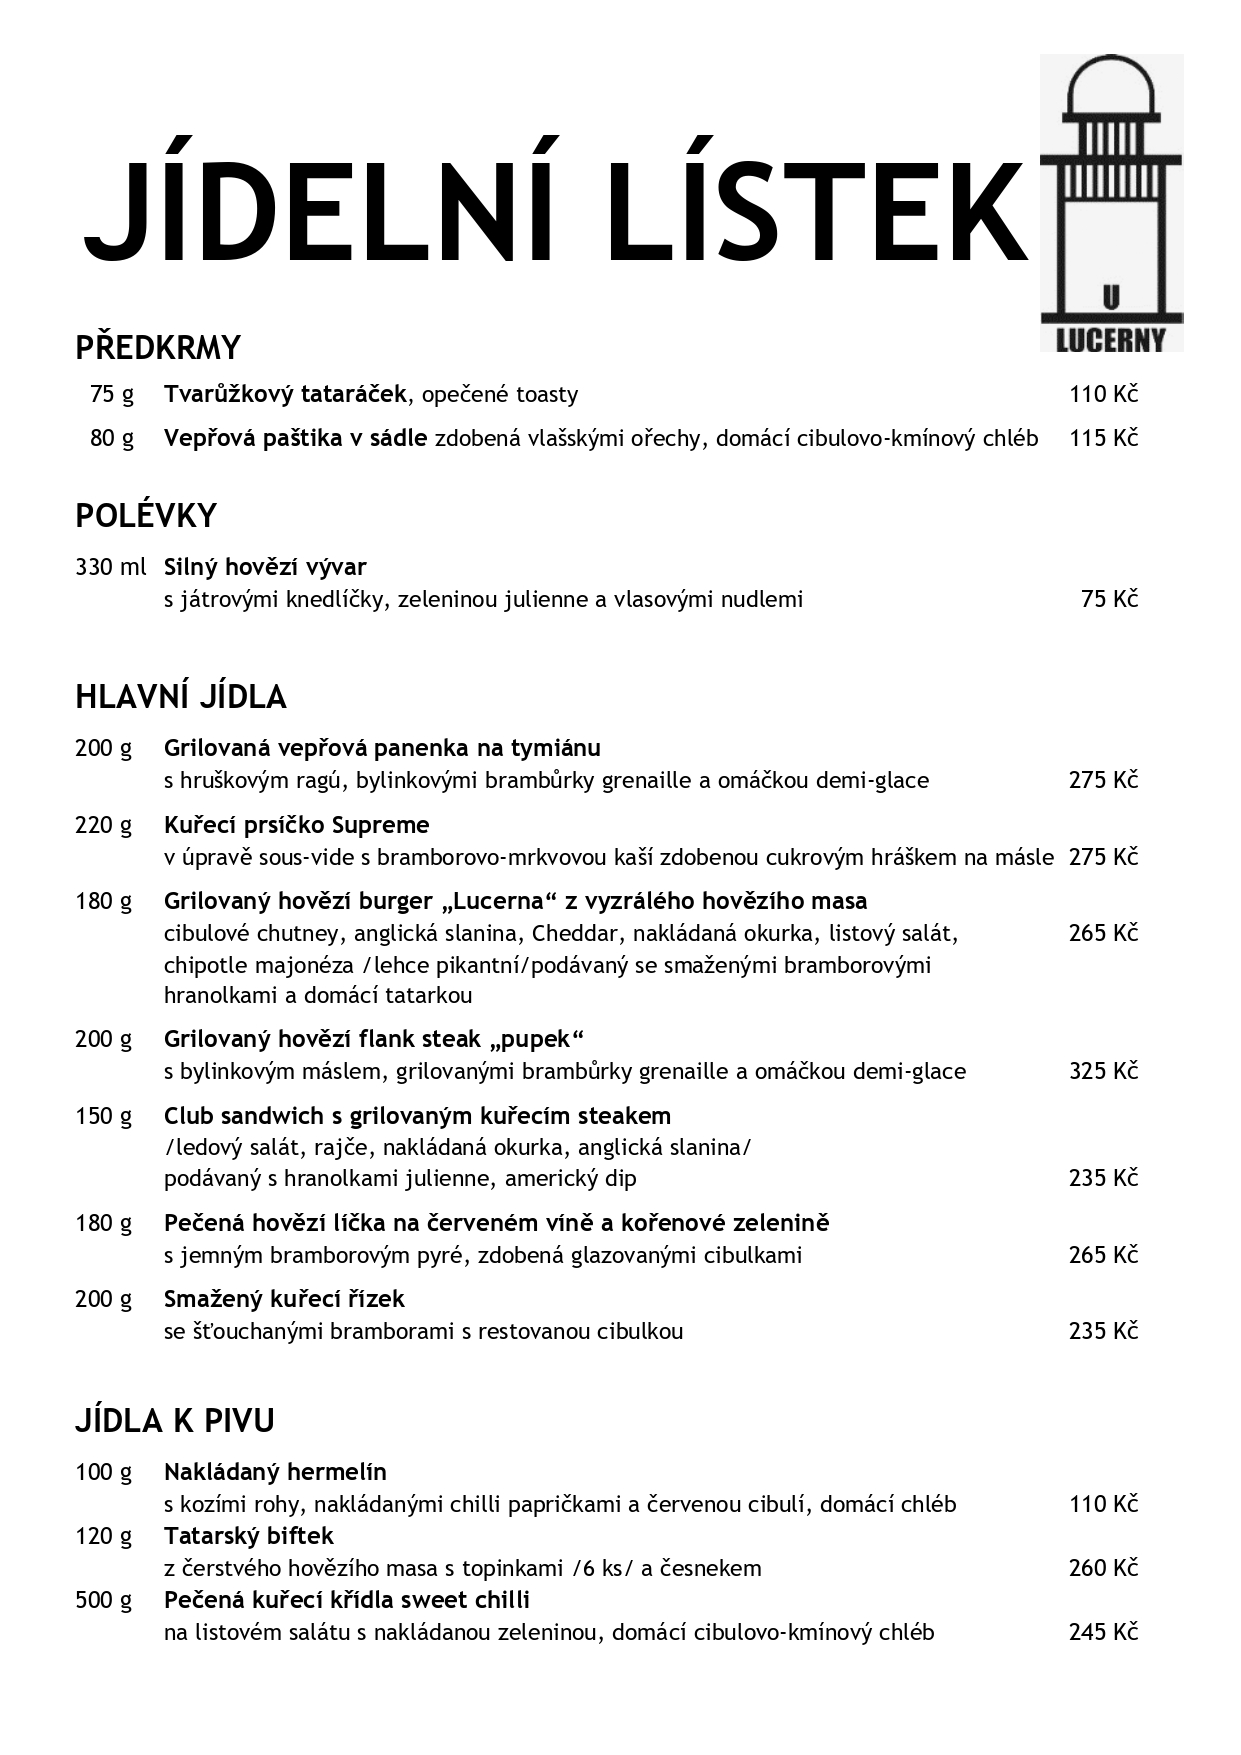 JÍDELNÍ LÍSTEK
U
LUCERNY
PŘEDKRMY
75 g Tvarůžkový tataráček, opečené toasty 110 Kč
80 g Vepřová paštika v sádle zdobená vlašskými ořechy, domácí cibulovo-kmínový chléb 115 Kč
POLÉVKY
330 ml Silný hovězí vývar
s játrovými knedlíčky, zeleninou julienne a vlasovými nudlemi 75 Kč
HLAVNÍ JÍDLA
200 g Grilovaná vepřová panenka na tymiánu
s hruškovým ragú, bylinkovými brambůrky grenaille a omáčkou demi-glace 275 Kč
220 g Kuřecí prsíčko Supreme
v úpravě sous-vide s bramborovo-mrkvovou kaší zdobenou cukrovým hráškem na másle 275 Kč
180 g Grilovaný hovězí burger „Lucerna“ z vyzrálého hovězího masa
cibulové chutney, anglická slanina, Cheddar, nakládaná okurka, listový salát, 265 Kč
chipotle majonéza /lehce pikantní/podávaný se smaženými bramborovými
hranolkami a domácí tatarkou
200 g Grilovaný hovězí flank steak „pupek“
s bylinkovým máslem, grilovanými brambůrky grenaille a omáčkou demi-glace 325 Kč
150 g Club sandwich s grilovaným kuřecím steakem
/ledový salát, rajče, nakládaná okurka, anglická slanina/
podávaný s hranolkami julienne, americký dip 235 Kč
180 g Pečená hovězí líčka na červeném víně a kořenové zelenině
s jemným bramborovým pyré, zdobená glazovanými cibulkami 265 Kč
200 g Smažený kuřecí řízek
se šťouchanými bramborami s restovanou cibulkou 235 Kč
JÍDLA K PIVU
100 g Nakládaný hermelín
s kozími rohy, nakládanými chilli papričkami a červenou cibulí, domácí chléb 110 Kč
120 g Tatarský biftek
z čerstvého hovězího masa s topinkami /6 ks/ a česnekem 260 Kč
500 g Pečená kuřecí křídla sweet chilli
na listovém salátu s nakládanou zeleninou, domácí cibulovo-kmínový chléb 245 Kč